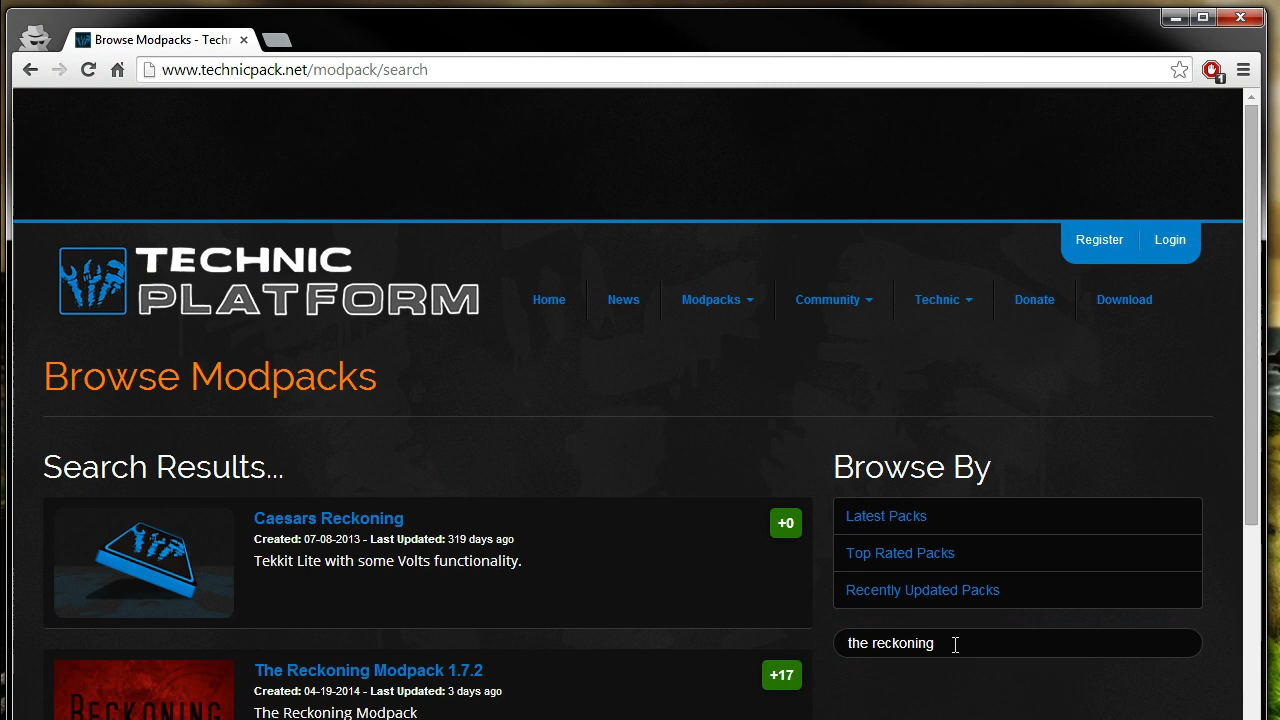 Browse Modpacks - Techr
www.technicpack.net/modpack/search
1
Register
Login
TECHNIC
PLATFORM
Home
News
Modpacks
Community
Technic
Donate
Download
Browse Modpacks
Search Results...
Browse By
Caesars Reckoning
+0
Created: 07-08-2013 - Last Updated: 319 days ago
Tekkit Lite with some Volts functionality.
Latest Packs
Top Rated Packs
Recently Updated Packs
the reckoning
The Reckoning Modpack 1.7.2
+17
Created: 04-19-2014 - Last Updated: 3 days ago
The Reckoning Modpack
RECKONING